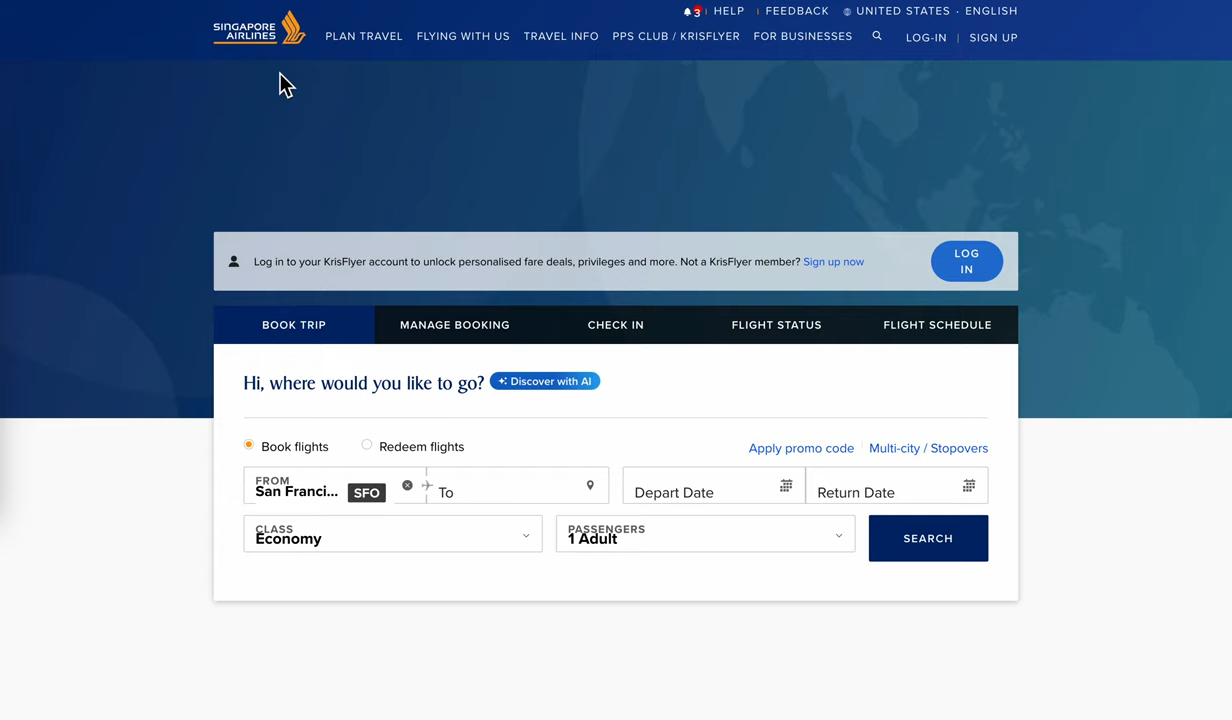 3
HELP
FEEDBACK
UNITED STATES · ENGLISH
SINGAPORE
AIRLINES
PLAN TRAVEL
FLYING WITH US
TRAVEL INFO
PPS CLUB / KRISFLYER
FOR BUSINESSES
LOG-IN
SIGN UP
Log in to your KrisFlyer account to unlock personalised fare deals, privileges and more. Not a KrisFlyer member? Sign up now
LOG
IN
BOOK TRIP
MANAGE BOOKING
CHECK IN
FLIGHT STATUS
FLIGHT SCHEDULE
Hi, where would you like to go?
Discover with AI
Book flights
Redeem flights
Apply promo code
Multi-city / Stopovers
FROM
San Franci...
SFO
To
Depart Date
Return Date
CLASS
Economy
PASSENGERS
1 Adult
SEARCH